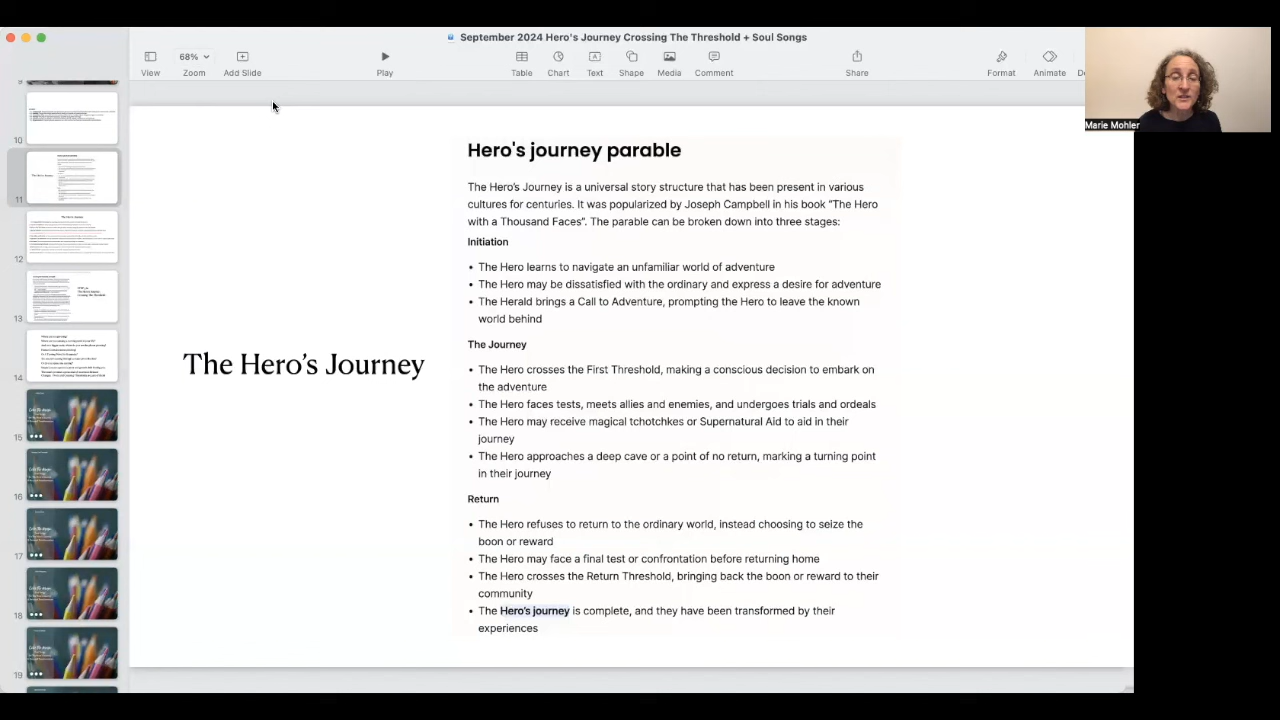 September 2024 Hero's Journey Crossing The Threshold + Soul Songs
68%
View
Zoom
Add Slide
Play
Table
Chart
Text
Shape
Media
Comment
Share
Format
Animate
Marie Mohler
10
11
12
13
14
15
16
17
18
19
The Hero's Journey
Hero's journey parable
The Hero's Journey is a universal story structure that has been present in various
cultures for centuries. It was popularized by Joseph Campbell in his book “The Hero
with a Thousand Faces”. The parable can be broken down into three stages:
Initiation
• The Hero learns to navigate an unfamiliar world of adventure
• The Hero may be dissatisfied with the ordinary and express a desire for adventure
• The Herald brings a Call to Adventure, prompting the Hero to leave the known
world behind
The Journey
• The Hero crosses the First Threshold, making a conscious decision to embark on
the adventure
• The Hero faces tests, meets allies and enemies, and undergoes trials and ordeals
• The Hero may receive magical tchotchkes or Supernatural Aid to aid in their
journey
• The Hero approaches a deep cave or a point of no return, marking a turning point
in their journey
Return
• The Hero refuses to return to the ordinary world, instead choosing to seize the
boon or reward
• The Hero may face a final test or confrontation before returning home
• The Hero crosses the Return Threshold, bringing back the boon or reward to their
community
• The Hero's journey is complete, and they have been transformed by their
experiences